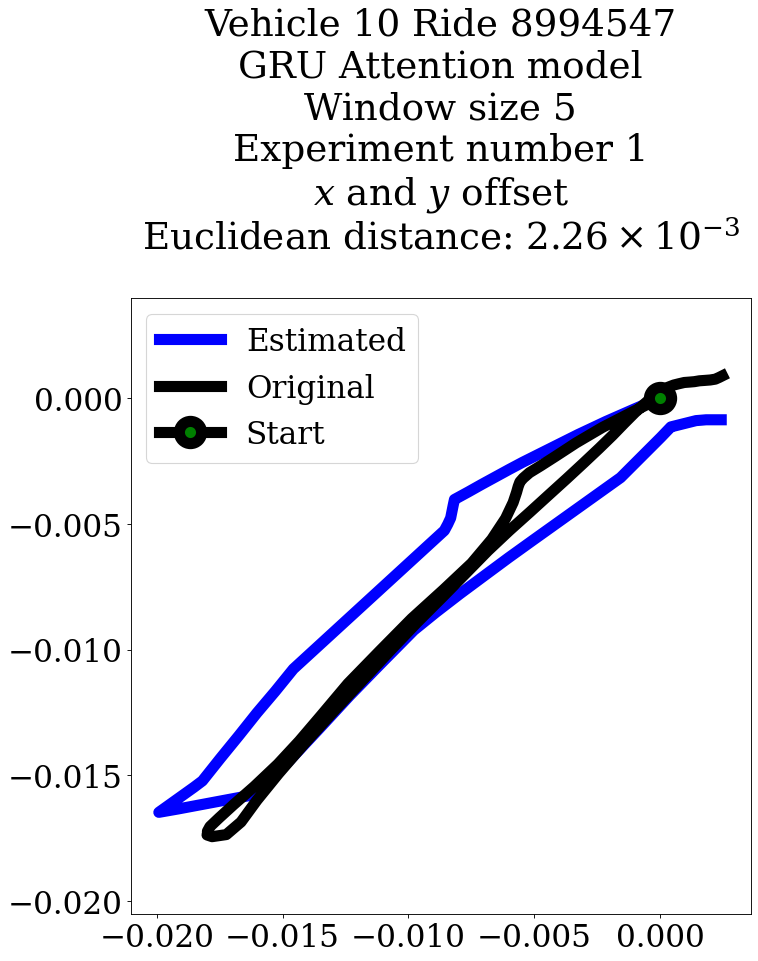 Vehicle 10 Ride 8994547
GRU Attention model
Window size 5
Experiment number 1
x and y offset
Euclidean distance: 2.26 × 10⁻³
Estimated
Original
Start
0.000
−0.005
−0.010
−0.015
−0.020
−0.020 −0.015 −0.010 −0.005 0.000